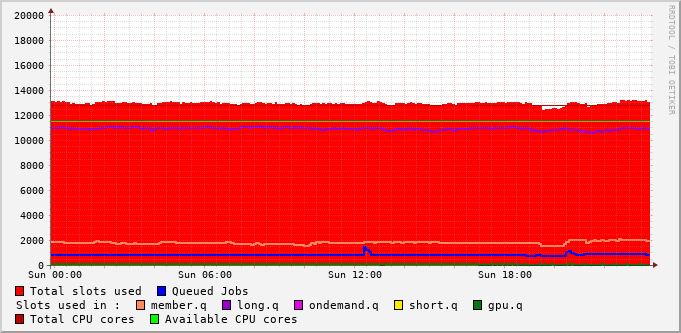 RRDTOOL / TOBI OETIKER
20000
18000
16000
14000
12000
10000
8000
6000
4000
2000
0
Sun 00:00 Sun 06:00 Sun 12:00 Sun 18:00
Total slots used Queued Jobs
Slots used in : member.q long.q ondemand.q short.q gpu.q
Total CPU cores Available CPU cores